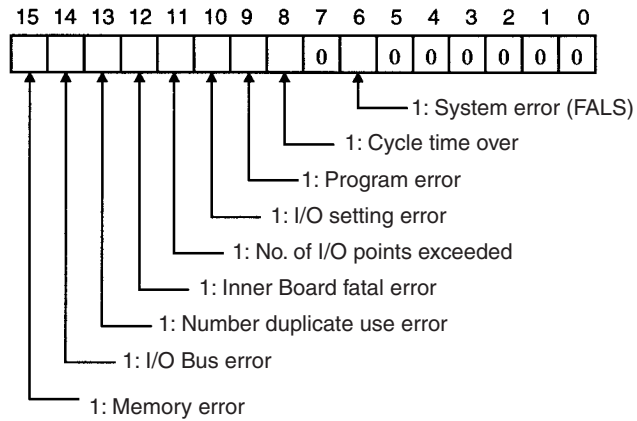 15 14 13 12 11 10 9 8 7 6 5 4 3 2 1 0
0 0 0 0 0 0 0
1: System error (FALS)
1: Cycle time over
1: Program error
1: I/O setting error
1: No. of I/O points exceeded
1: Inner Board fatal error
1: Number duplicate use error
1: I/O Bus error
1: Memory error